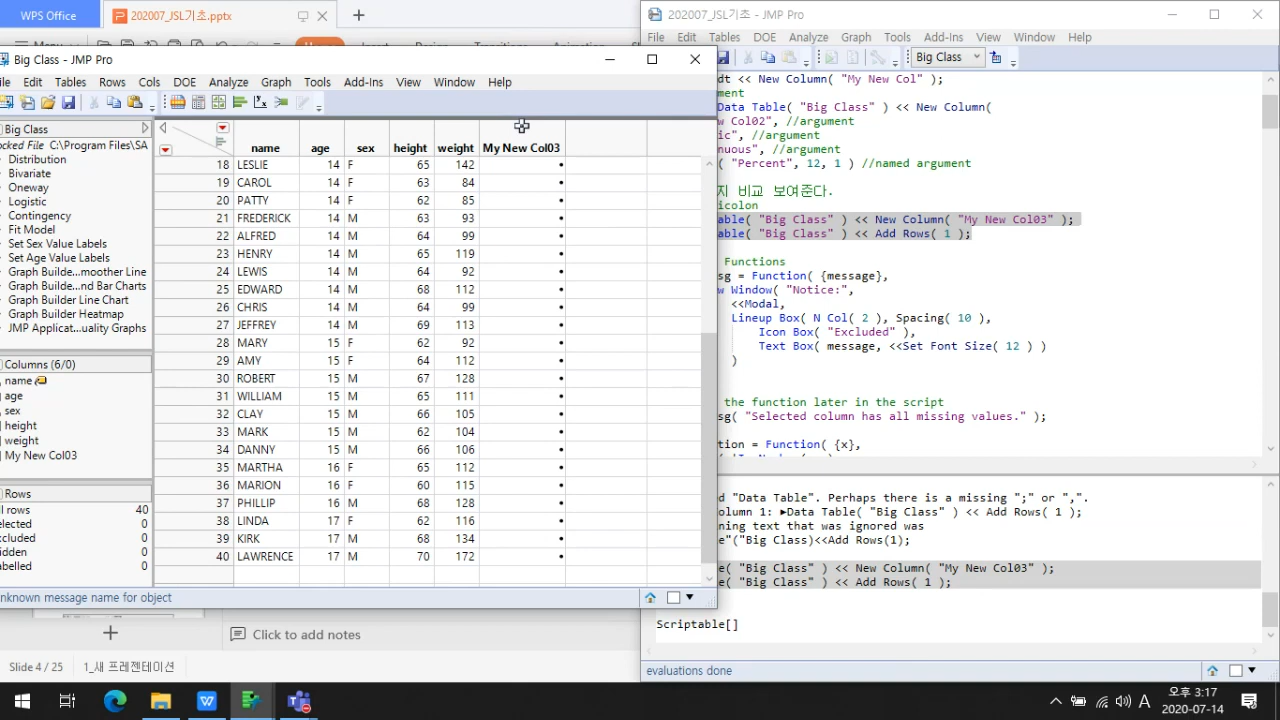 WPS Office
202007_JSL기초.pptx
202007_JSL기초 - JMP Pro
File Edit Tables DOE Analyze Graph Tools Add-Ins View Window Help
Big Class
Big Class - JMP Pro
ile Edit Tables Rows Cols DOE Analyze Graph Tools Add-Ins View Window Help
Big Class
ocked File C:\Program Files\SA
Distribution
Bivariate
Oneway
Logistic
Contingency
Fit Model
Set Sex Value Labels
Set Age Value Labels
Graph Builde...moother Line
Graph Builde...nd Bar Charts
Graph Builder Line Chart
Graph Builder Heatmap
JMP Applicat...uality Graphs
Columns (6/0)
name
age
sex
height
weight
My New Col03
Rows
ll rows 40
elected 0
xcluded 0
idden 0
abelled 0
name age sex height weight My New Col03
18 LESLIE 14 F 65 142 •
19 CAROL 14 F 63 84 •
20 PATTY 14 F 62 85 •
21 FREDERICK 14 M 63 93 •
22 ALFRED 14 M 64 99 •
23 HENRY 14 M 65 119 •
24 LEWIS 14 M 64 92 •
25 EDWARD 14 M 68 112 •
26 CHRIS 14 M 64 99 •
27 JEFFREY 14 M 69 113 •
28 MARY 15 F 62 92 •
29 AMY 15 F 64 112 •
30 ROBERT 15 M 67 128 •
31 WILLIAM 15 M 65 111 •
32 CLAY 15 M 66 105 •
33 MARK 15 M 62 104 •
34 DANNY 15 M 66 106 •
35 MARTHA 16 F 65 112 •
36 MARION 16 F 60 115 •
37 PHILLIP 16 M 68 128 •
38 LINDA 17 F 62 116 •
39 KIRK 17 M 68 134 •
40 LAWRENCE 17 M 70 172 •
nknown message name for object
dt << New Column( "My New Col" );
ment
Data Table( "Big Class" ) << New Column(
w Col02", //argument
ic", //argument
nuous", //argument
( "Percent", 12, 1 ) //named argument
지 비교 보여준다.
icolon
able( "Big Class" ) << New Column( "My New Col03" );
able( "Big Class" ) << Add Rows( 1 );
Functions
sg = Function( {message},
w Window( "Notice:",
<<Modal,
Lineup Box( N Col( 2 ), Spacing( 10 ),
Icon Box( "Excluded" ),
Text Box( message, <<Set Font Size( 12 ) )
)
the function later in the script
sg( "Selected column has all missing values." );
tion = Function( {x},
d "Data Table". Perhaps there is a missing ";" or ",".
olumn 1: ►Data Table( "Big Class" ) << Add Rows( 1 );
ning text that was ignored was
e"("Big Class)<<Add Rows(1);
e( "Big Class" ) << New Column( "My New Col03" );
e( "Big Class" ) << Add Rows( 1 );
Scriptable[]
evaluations done
Click to add notes
Slide 4 / 25 1_새 프레젠테이션
A
오후 3:17
2020-07-14